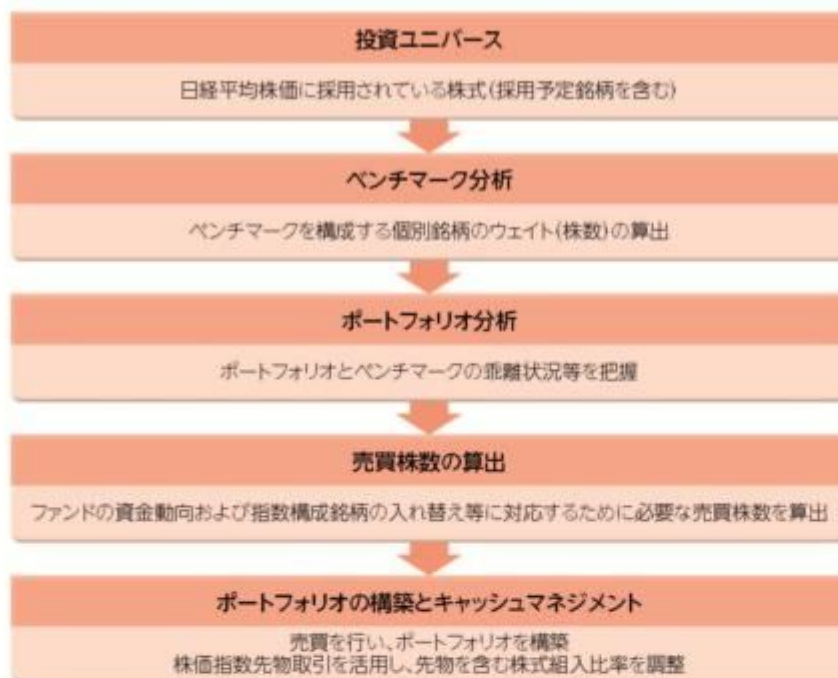 投資ユニバース
日経平均株価に採用されている株式(採用予定銘柄を含む)
ベンチマーク分析
ベンチマークを構成する個別銘柄のウェイト(株数)の算出
ポートフォリオ分析
ポートフォリオとベンチマークの乖離状況等を把握
売買株数の算出
ファンドの資金動向および指数構成銘柄の入れ替え等に対応するために必要な売買株数を算出
ポートフォリオの構築とキャッシュマネジメント
売買を行い、ポートフォリオを構築
株価指数先物取引を活用し、先物を含む株式組入比率を調整